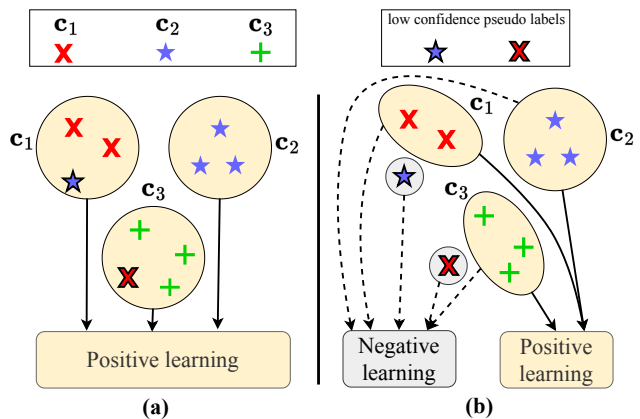 c₁ c₂ c₃
low confidence pseudo labels
c₁
c₂
c₃
Positive learning
(a)
c₁
c₂
c₃
Negative
learning
Positive
learning
(b)